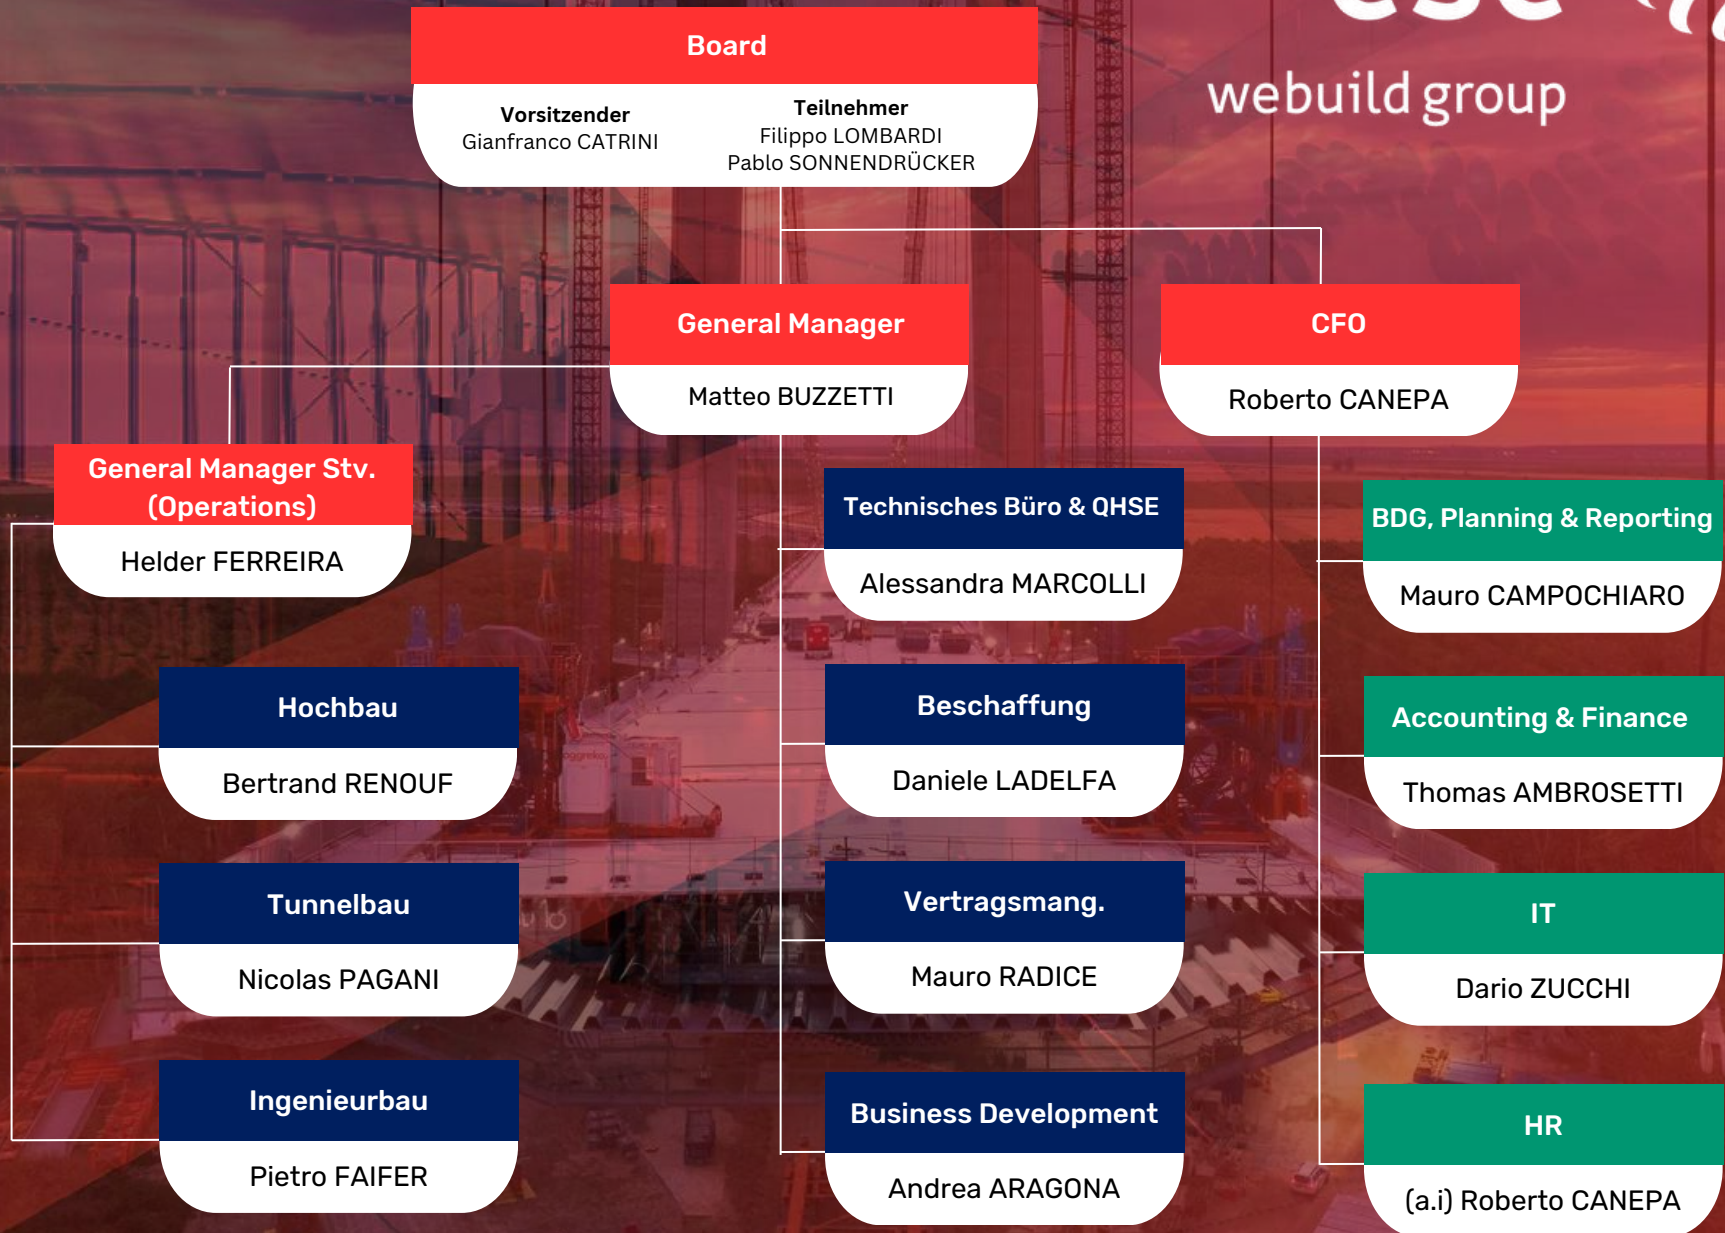 csc
webuild group
Board
Vorsitzender
Gianfranco CATRINI
Teilnehmer
Filippo LOMBARDI
Pablo SONNENDRÜCKER
General Manager
Matteo BUZZETTI
CFO
Roberto CANEPA
General Manager Stv.
(Operations)
Helder FERREIRA
Hochbau
Bertrand RENOUF
Tunnelbau
Nicolas PAGANI
Ingenieurbau
Pietro FAIFER
Technisches Büro & QHSE
Alessandra MARCOLLI
Beschaffung
Daniele LADELFA
Vertragsmang.
Mauro RADICE
Business Development
Andrea ARAGONA
BDG, Planning & Reporting
Mauro CAMPOCHIARO
Accounting & Finance
Thomas AMBROSETTI
IT
Dario ZUCCHI
HR
(a.i) Roberto CANEPA
aggreko